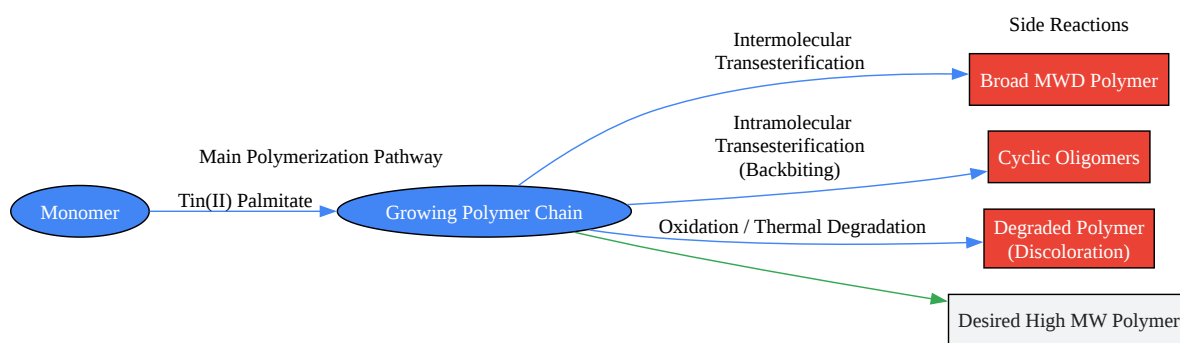 Side Reactions
Intermolecular
Transesterification
Broad MWD Polymer
Intramolecular
Transesterification
(Backbiting)
Cyclic Oligomers
Main Polymerization Pathway
Monomer
Tin(II) Palmitate
Growing Polymer Chain
Oxidation / Thermal Degradation
Degraded Polymer
(Discoloration)
Desired High MW Polymer